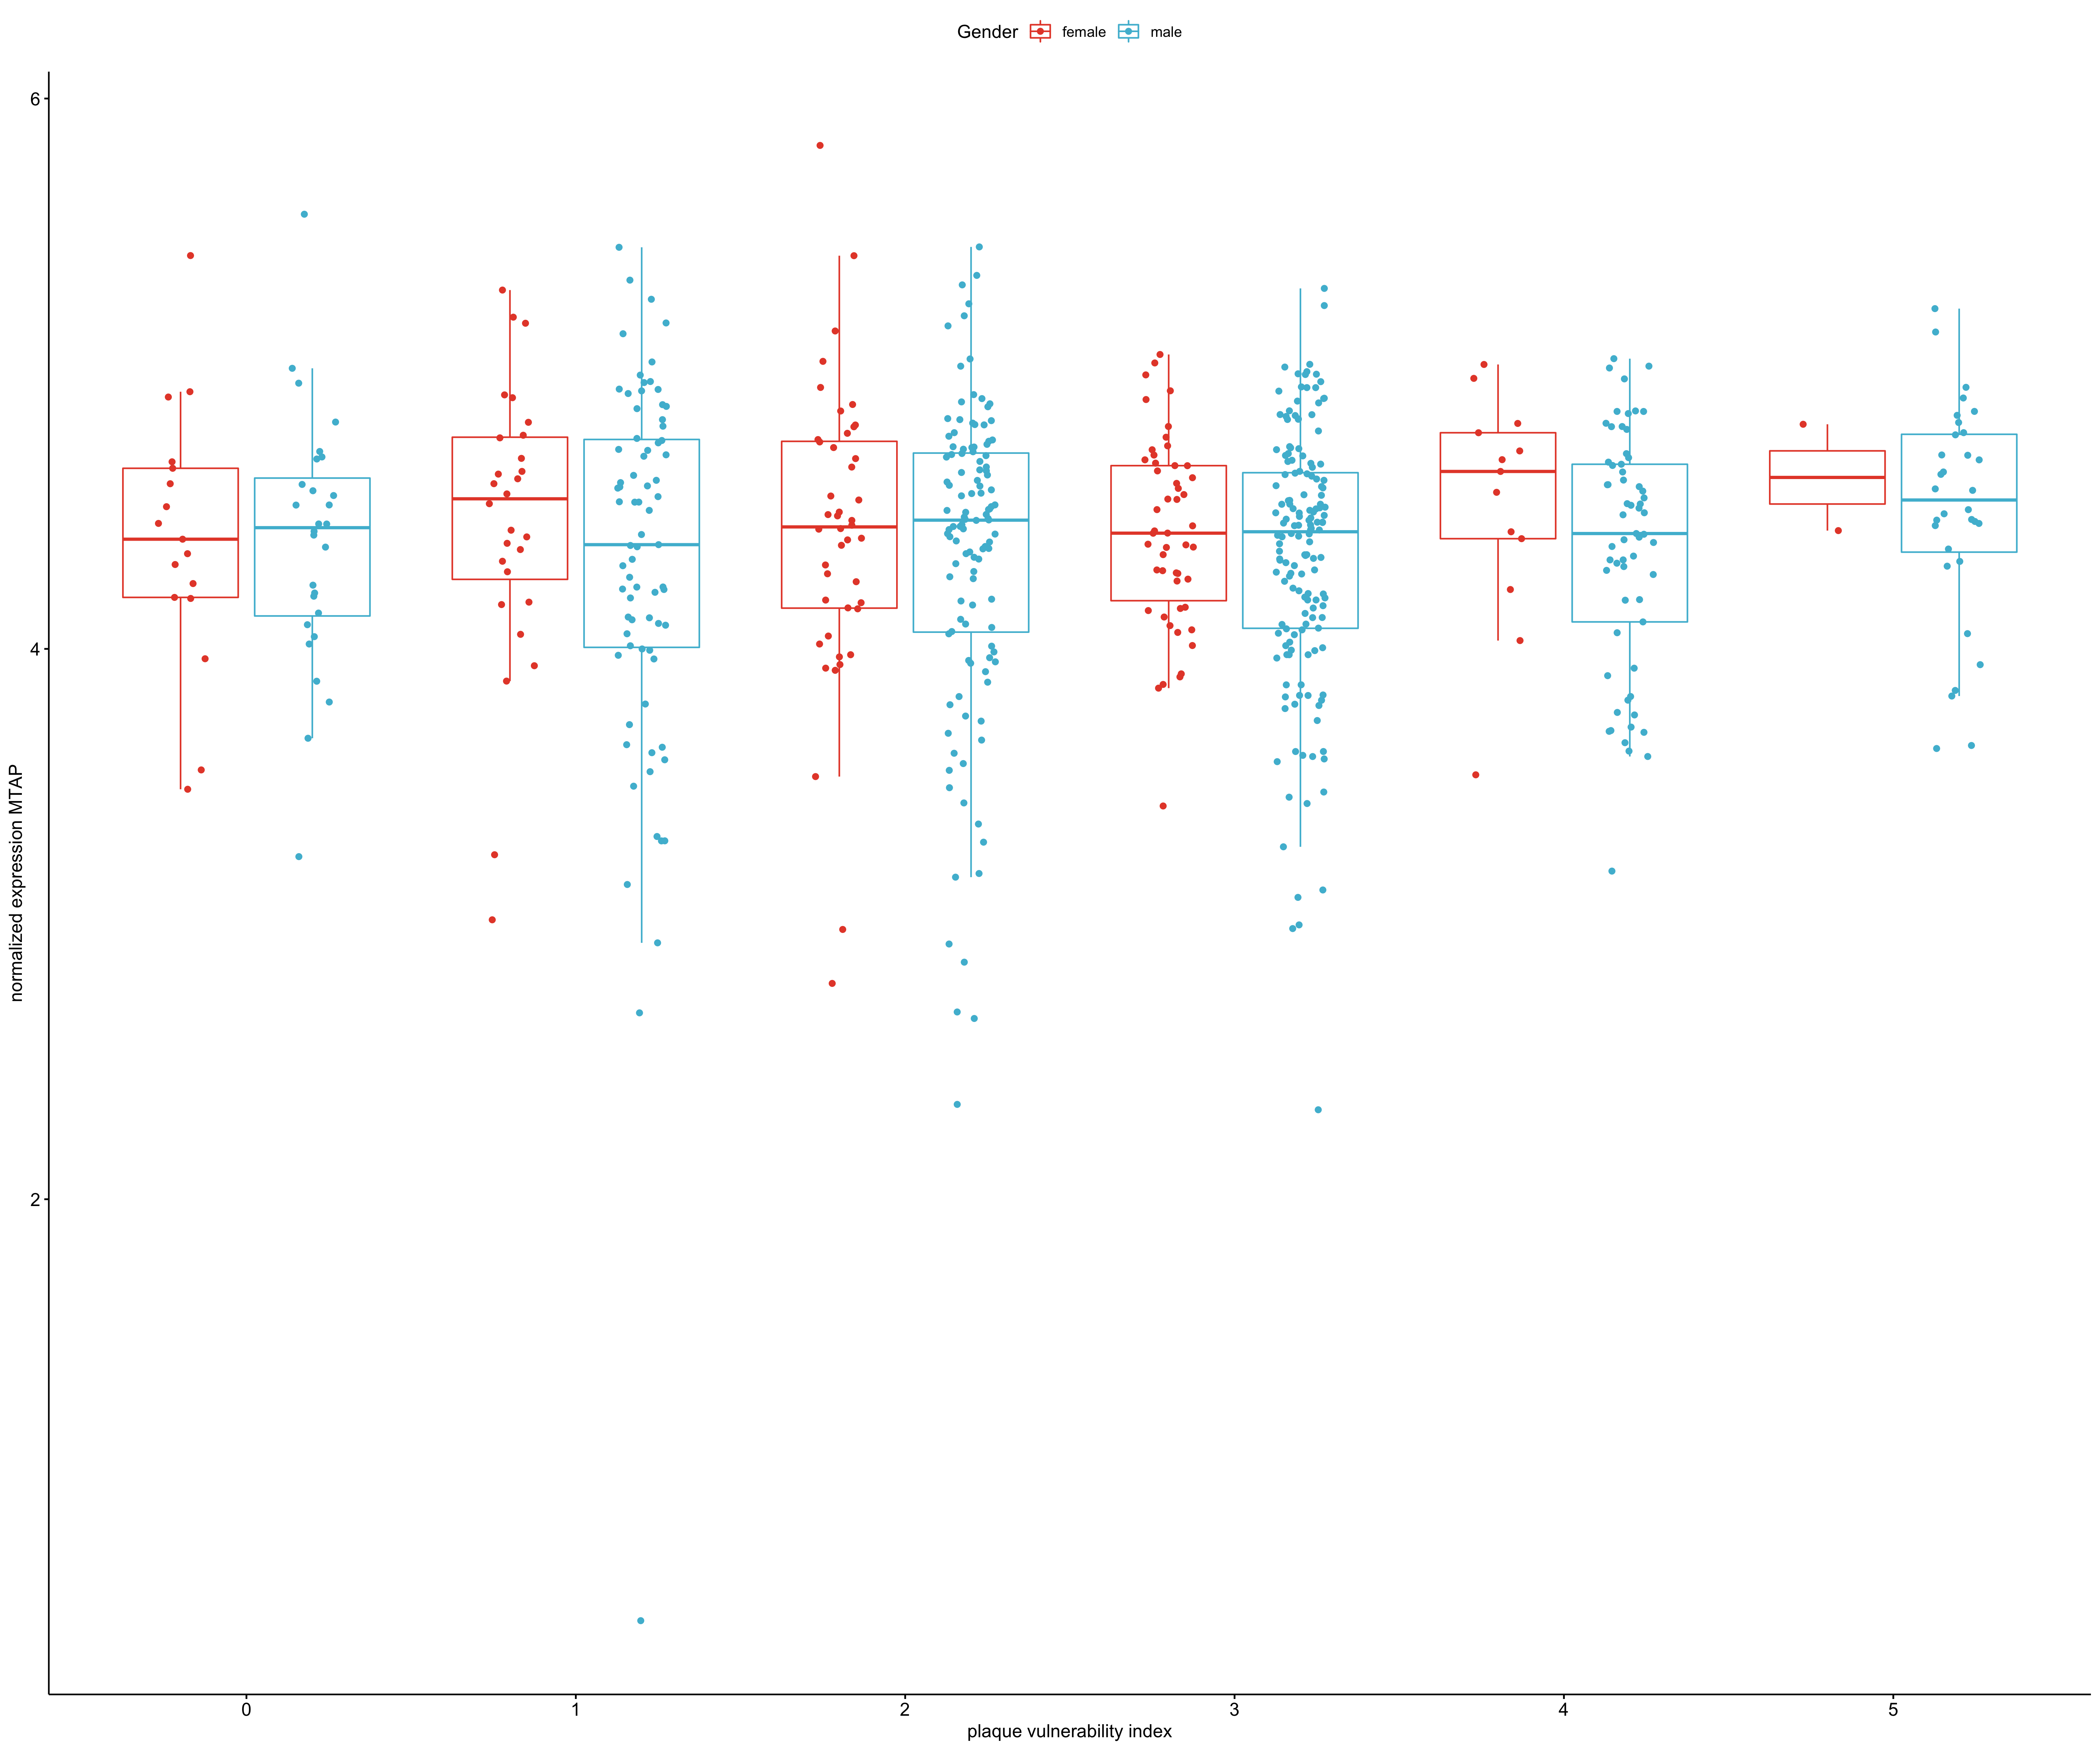 Gender female male
6
4
2
normalized expression MTAP
0 1 2 3 4 5
plaque vulnerability index